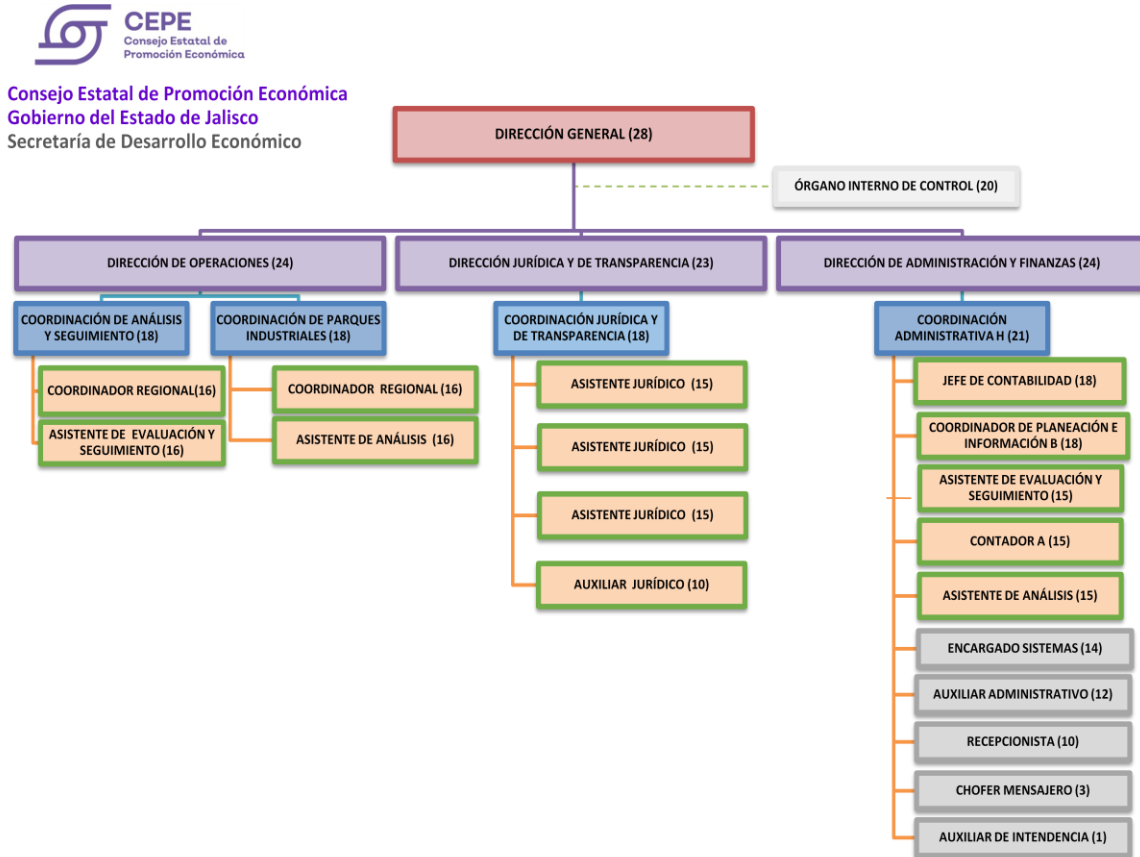 CEPE
Consejo Estatal de
Promoción Económica
Consejo Estatal de Promoción Económica
Gobierno del Estado de Jalisco
Secretaría de Desarrollo Económico
DIRECCIÓN GENERAL (28)
ÓRGANO INTERNO DE CONTROL (20)
DIRECCIÓN DE OPERACIONES (24)
DIRECCIÓN JURÍDICA Y DE TRANSPARENCIA (23)
DIRECCIÓN DE ADMINISTRACIÓN Y FINANZAS (24)
COORDINACIÓN DE ANÁLISIS
Y SEGUIMIENTO (18)
COORDINACIÓN DE PARQUES
INDUSTRIALES (18)
COORDINACIÓN JURÍDICA Y
DE TRANSPARENCIA (18)
COORDINACIÓN
ADMINISTRATIVA H (21)
COORDINADOR REGIONAL(16)
ASISTENTE DE EVALUACIÓN Y
SEGUIMIENTO (16)
COORDINADOR REGIONAL (16)
ASISTENTE DE ANÁLISIS (16)
ASISTENTE JURÍDICO (15)
ASISTENTE JURÍDICO (15)
ASISTENTE JURÍDICO (15)
AUXILIAR JURÍDICO (10)
JEFE DE CONTABILIDAD (18)
COORDINADOR DE PLANEACIÓN E
INFORMACIÓN B (18)
ASISTENTE DE EVALUACIÓN Y
SEGUIMIENTO (15)
CONTADOR A (15)
ASISTENTE DE ANÁLISIS (15)
ENCARGADO SISTEMAS (14)
AUXILIAR ADMINISTRATIVO (12)
RECEPCIONISTA (10)
CHOFER MENSAJERO (3)
AUXILIAR DE INTENDENCIA (1)